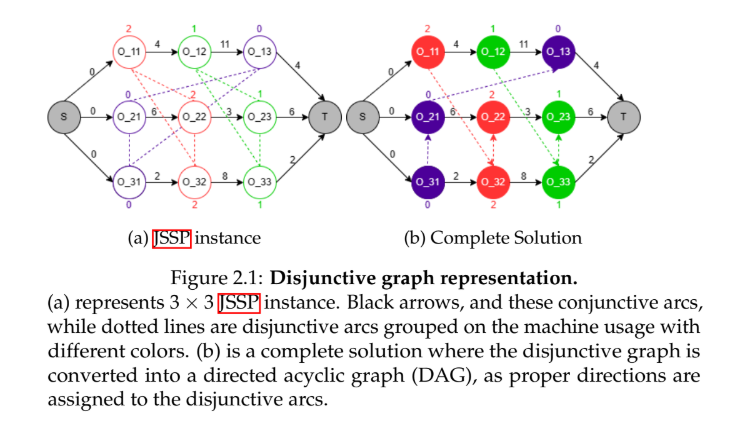 2 1 0 2 1 0
O_11 4 O_12 11 O_13 O_11 4 O_12 11 O_13
0 4 0 4
0 2 1 0 2 1
S 0 O_21 6 O_22 3 O_23 6 T S 0 O_21 6 O_22 3 O_23 6 T
0 2 0 2
O_31 2 O_32 8 O_33 O_31 2 O_32 8 O_33
0 2 1 0 2 1
(a) JSSP instance (b) Complete Solution
Figure 2.1: Disjunctive graph representation.
(a) represents 3 × 3 JSSP instance. Black arrows, and these conjunctive arcs,
while dotted lines are disjunctive arcs grouped on the machine usage with
different colors. (b) is a complete solution where the disjunctive graph is
converted into a directed acyclic graph (DAG), as proper directions are
assigned to the disjunctive arcs.